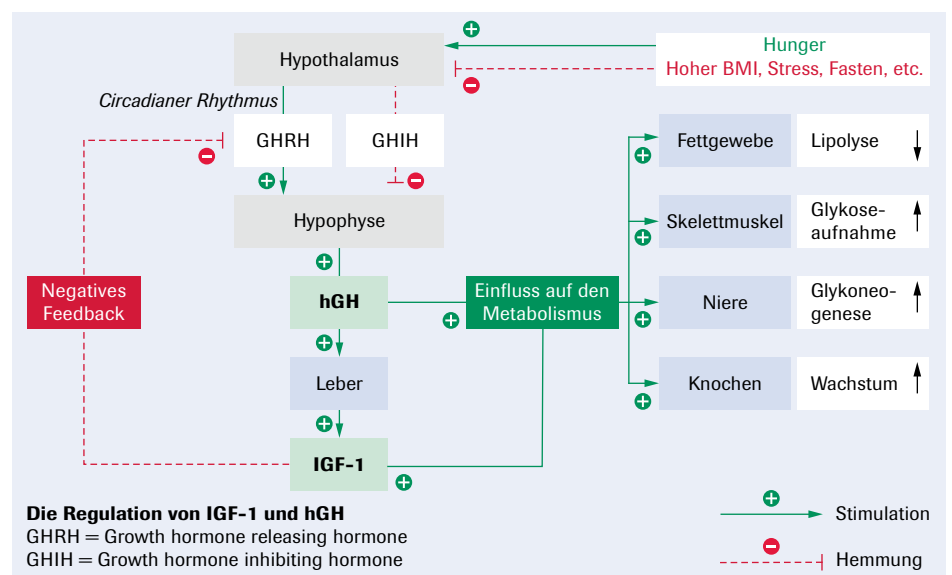 Hunger
Hoher BMI, Stress, Fasten, etc.
Hypothalamus
Circadianer Rhythmus
GHRH
GHIH
Hypophyse
hGH
Leber
IGF-1
Negatives
Feedback
Einfluss auf den
Metabolismus
Fettgewebe
Lipolyse
Skelettmuskel
Glykose-
aufnahme
Niere
Glykoneo-
genese
Knochen
Wachstum
Die Regulation von IGF-1 und hGH
GHRH = Growth hormone releasing hormone
GHIH = Growth hormone inhibiting hormone
Stimulation
Hemmung